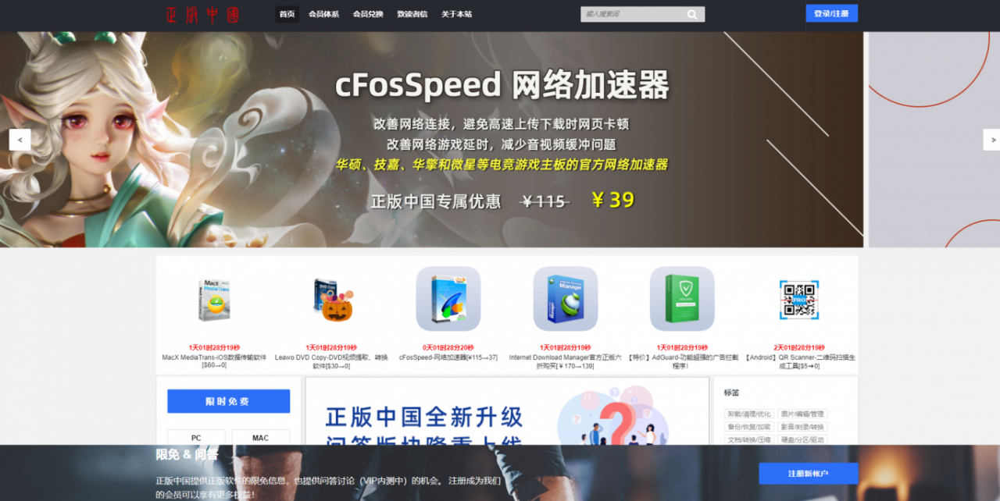 正版中國
首页 会员体系 会员兑换 致读者信 关于本站
输入搜索词
登录/注册
cFosSpeed 网络加速器
改善网络连接，避免高速上传下载时网页卡顿
改善网络游戏延时，减少音视频缓冲问题
华硕、技嘉、华擎和微星等电竞游戏主板的官方网络加速器
正版中国专属优惠 ￥115 ￥39
<
>
MacX
MediaTrans
DVD Copy
Manager
PRO
1天01时28分19秒
MacX MediaTrans-iOS数据传输软件
[$60→0]
1天01时28分19秒
Leawo DVD Copy-DVD视频提取、转换
软件[$30→0]
0天01时28分20秒
cFosSpeed-网络加速器[¥115→37]
1天01时28分19秒
Internet Download Manager官方正版六
折购买[￥170→139]
1天01时28分19秒
【特价】AdGuard-功能超强的广告拦截
程序！
2天01时28分19秒
【Android】QR Scanner-二维码扫描生
成工具[$5➔0]
限时免费
PC MAC
正版中国全新升级
问答版块隆重上线
标签
卸载/清理/优化 图片/编辑/管理
备份/恢复/加密 影音/刻录/转换
文档/转换/压缩 硬盘/分区/驱动
限免 & 问答
正版中国提供正版软件的限免信息，也提供问答讨论（VIP内测中）的机会。 注册成为我们
的会员可以享有更多权益！
注册新帐户